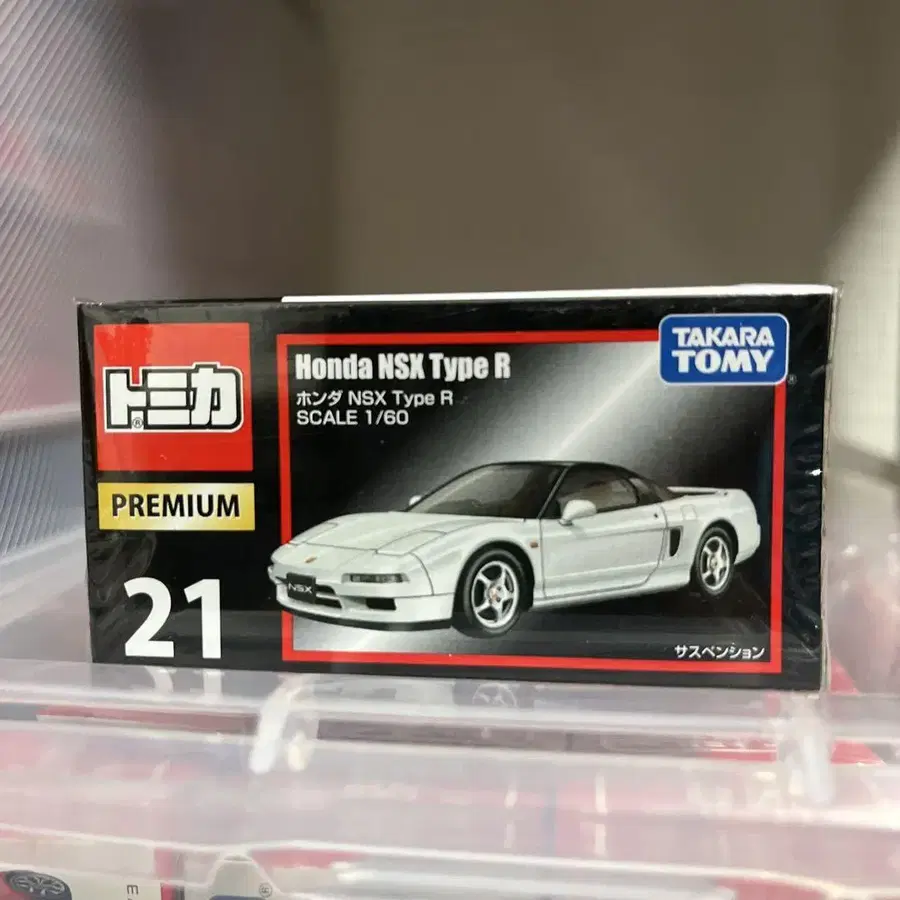 トミカ
®
PREMIUM
21
Honda NSX Type R
ホンダ NSX Type R
SCALE 1/60
TAKARA
TOMY
®
NSX
サスペンション
®